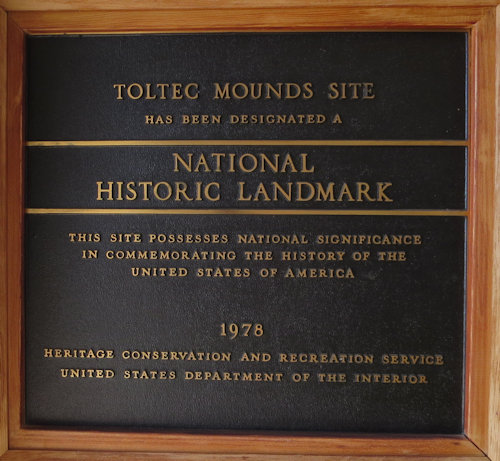 TOLTEC MOUNDS SITE
HAS BEEN DESIGNATED A
NATIONAL
HISTORIC LANDMARK
THIS SITE POSSESSES NATIONAL SIGNIFICANCE
IN COMMEMORATING THE HISTORY OF THE
UNITED STATES OF AMERICA
1978
HERITAGE CONSERVATION AND RECREATION SERVICE
UNITED STATES DEPARTMENT OF THE INTERIOR